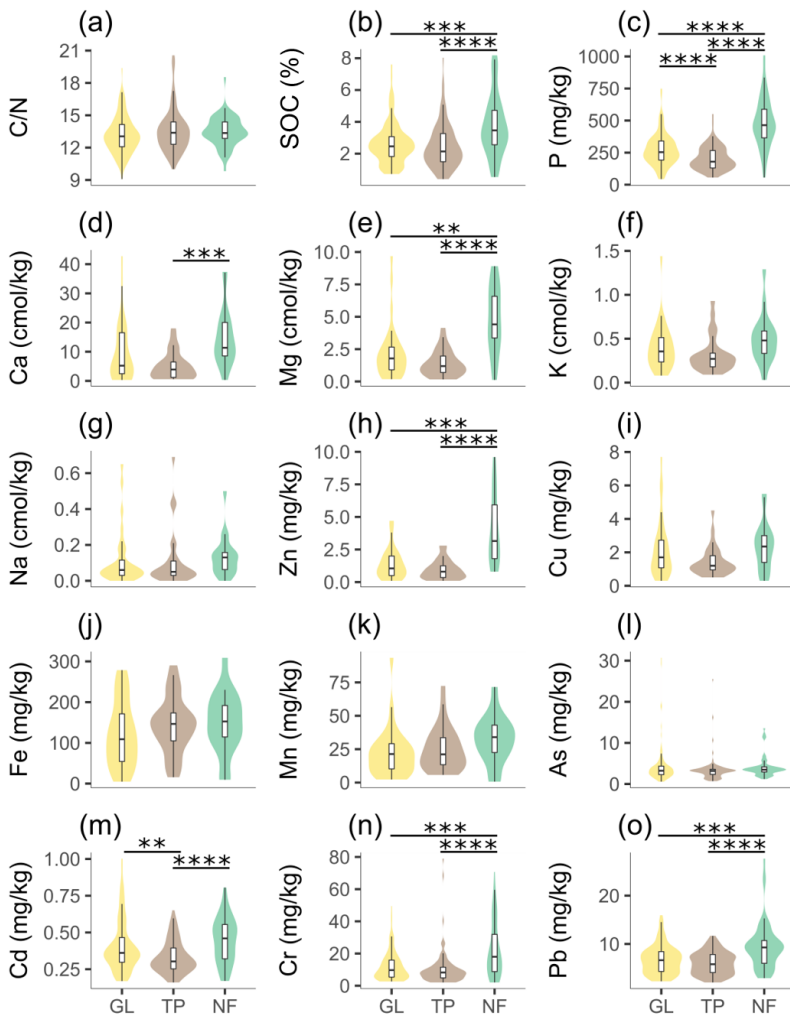 (a) (b) (c)
*** ****
**** **** ****
C/N 21 18 15 12 9
SOC (%) 8 6 4 2
P (mg/kg) 1000 750 500 250 0
(d) (e) (f)
*** ** ****
Ca (cmol/kg) 40 30 20 10 0
Mg (cmol/kg) 10.0 7.5 5.0 2.5 0.0
K (cmol/kg) 1.5 1.0 0.5 0.0
(g) (h) (i)
*** ****
Na (cmol/kg) 0.6 0.4 0.2 0.0
Zn (mg/kg) 10.0 7.5 5.0 2.5 0.0
Cu (mg/kg) 8 6 4 2 0
(j) (k) (l)
Fe (mg/kg) 300 200 100 0
Mn (mg/kg) 75 50 25 0
As (mg/kg) 30 20 10 0
(m) (n) (o)
** *** ***
**** **** ****
Cd (mg/kg) 1.00 0.75 0.50 0.25
Cr (mg/kg) 80 60 40 20 0
Pb (mg/kg) 20 10
GL TP NF GL TP NF GL TP NF